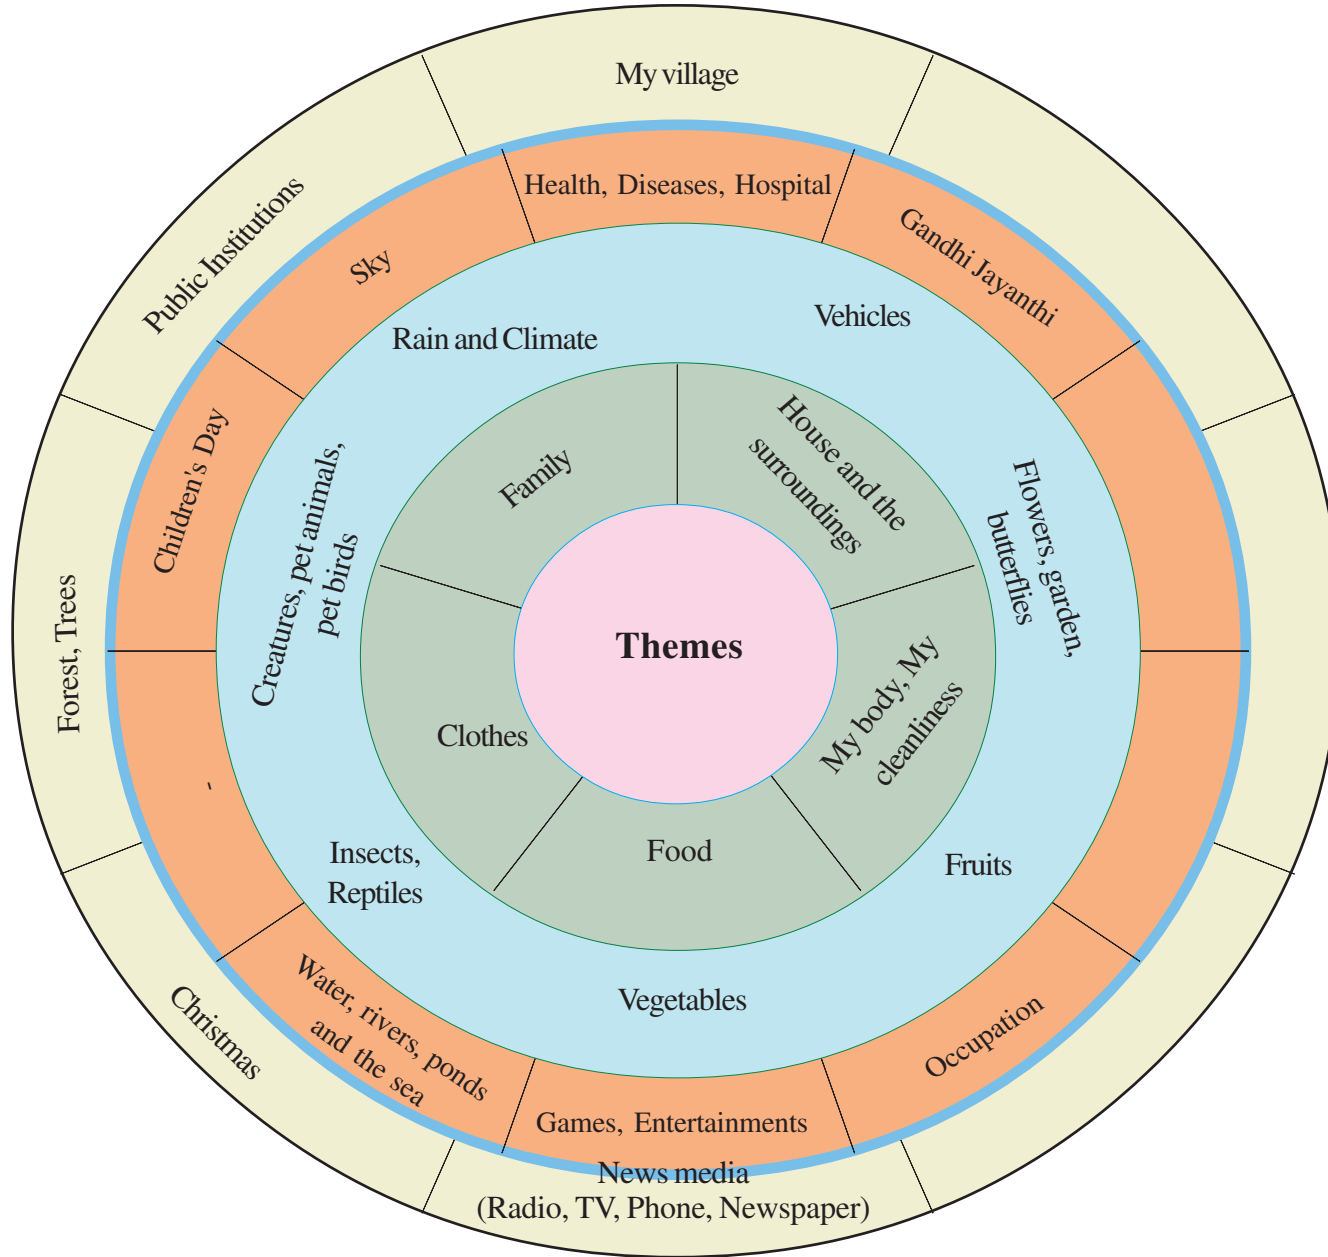 My village
Health, Diseases, Hospital
Public Institutions
Sky
Gandhi Jayanthi
Rain and Climate
Vehicles
Children's Day
Creatures, pet animals,
pet birds
Family
House and the
surroundings
Flowers, garden,
butterflies
Forest, Trees
Themes
Clothes
My body, My
cleanliness
-
Food
Insects,
Reptiles
Fruits
Vegetables
Christmas
Water, rivers, ponds
and the sea
Occupation
Games, Entertainments
News media
(Radio, TV, Phone, Newspaper)